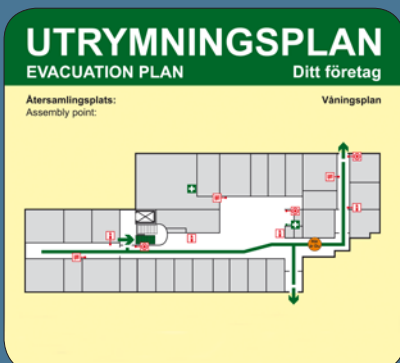 UTRYMNINGSPLAN
EVACUATION PLAN Ditt företag
Återsamlingsplats: Våningsplan
Assembly point: